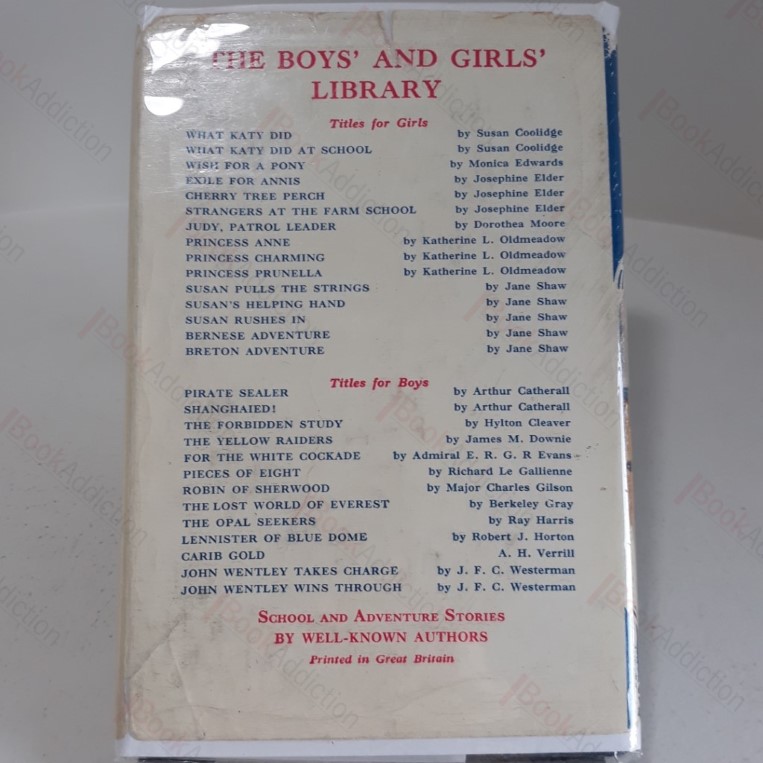 THE BOYS' AND GIRLS'
LIBRARY
Titles for Girls
WHAT KATY DID by Susan Coolidge
WHAT KATY DID AT SCHOOL by Susan Coolidge
WISH FOR A PONY by Monica Edwards
EXILE FOR ANNIS by Josephine Elder
CHERRY TREE PERCH by Josephine Elder
STRANGERS AT THE FARM SCHOOL by Josephine Elder
JUDY, PATROL LEADER by Dorothea Moore
PRINCESS ANNE by Katherine L. Oldmeadow
PRINCESS CHARMING by Katherine L. Oldmeadow
PRINCESS PRUNELLA by Katherine L. Oldmeadow
SUSAN PULLS THE STRINGS by Jane Shaw
SUSAN'S HELPING HAND by Jane Shaw
SUSAN RUSHES IN by Jane Shaw
BERNESE ADVENTURE by Jane Shaw
BRETON ADVENTURE by Jane Shaw
Titles for Boys
PIRATE SEALER by Arthur Catherall
SHANGHAIED! by Arthur Catherall
THE FORBIDDEN STUDY by Hylton Cleaver
THE YELLOW RAIDERS by James M. Downie
FOR THE WHITE COCKADE by Admiral E. R. G. R Evans
PIECES OF EIGHT by Richard Le Gallienne
ROBIN OF SHERWOOD by Major Charles Gilson
THE LOST WORLD OF EVEREST by Berkeley Gray
THE OPAL SEEKERS by Ray Harris
LENNISTER OF BLUE DOME by Robert J. Horton
CARIB GOLD A. H. Verrill
JOHN WENTLEY TAKES CHARGE by J. F. C. Westerman
JOHN WENTLEY WINS THROUGH by J. F. C. Westerman
SCHOOL AND ADVENTURE STORIES
BY WELL-KNOWN AUTHORS
Printed in Great Britain
BookAddiction